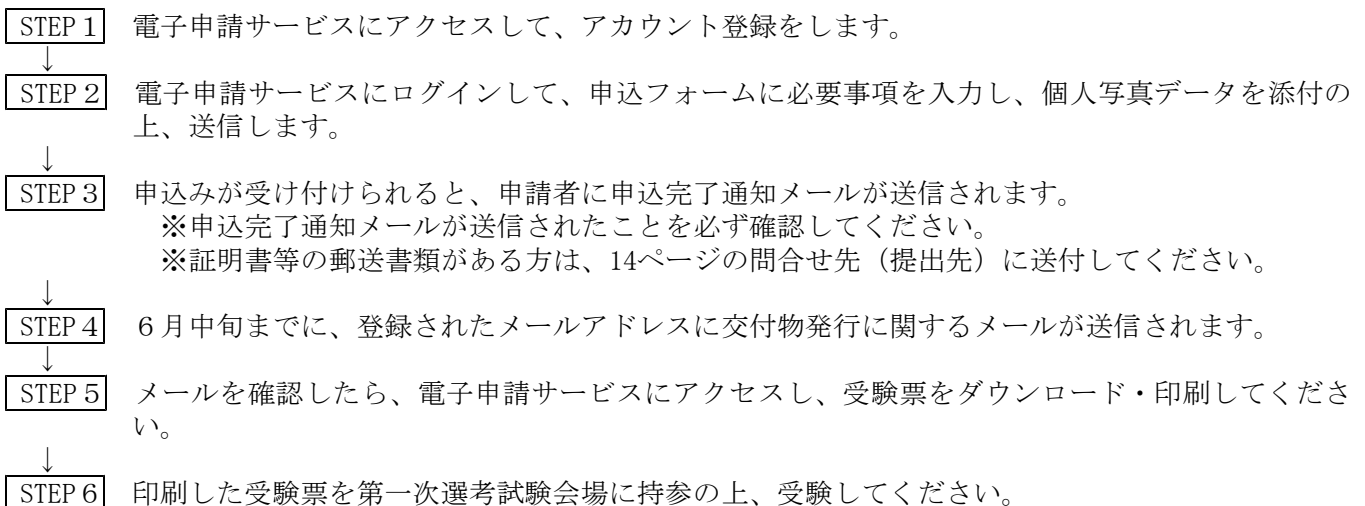 STEP１ 電子申請サービスにアクセスして、アカウント登録をします。
↓
STEP２ 電子申請サービスにログインして、申込フォームに必要事項を入力し、個人写真データを添付の
上、送信します。
↓
STEP３ 申込みが受け付けられると、申請者に申込完了通知メールが送信されます。
※申込完了通知メールが送信されたことを必ず確認してください。
※証明書等の郵送書類がある方は、14ページの問合せ先（提出先）に送付してください。
↓
STEP４ ６月中旬までに、登録されたメールアドレスに交付物発行に関するメールが送信されます。
↓
STEP５ メールを確認したら、電子申請サービスにアクセスし、受験票をダウンロード・印刷してくださ
い。
↓
STEP６ 印刷した受験票を第一次選考試験会場に持参の上、受験してください。